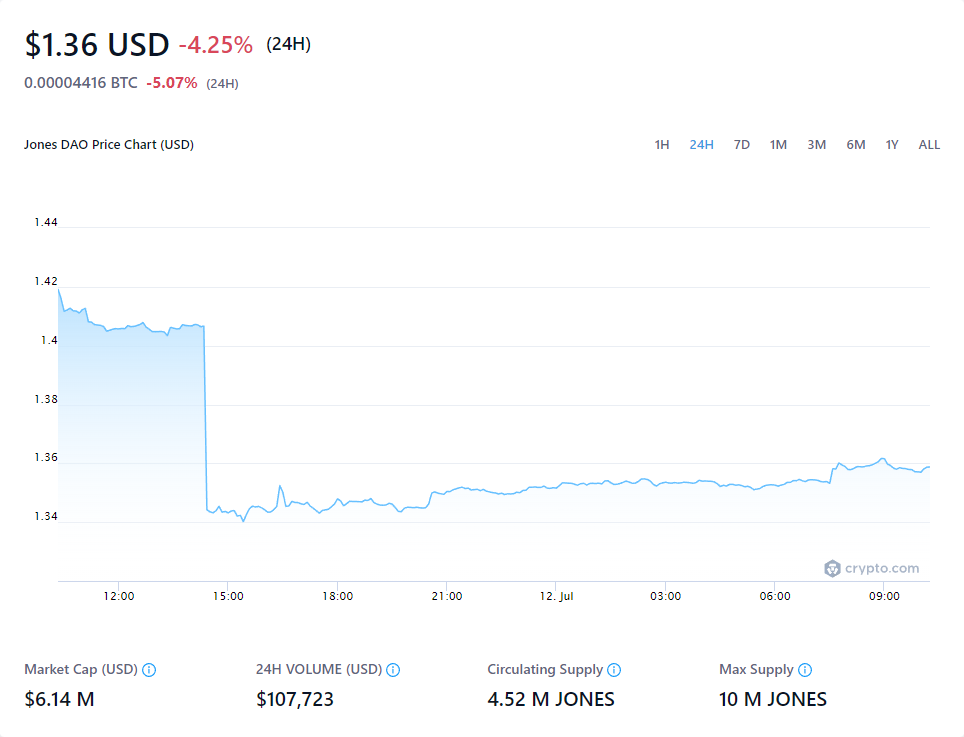 $1.36 USD -4.25% (24H)
0.00004416 BTC -5.07% (24H)
Jones DAO Price Chart (USD) 1H 24H 7D 1M 3M 6M 1Y ALL
1.44
1.42
1.4
1.38
1.36
1.34
crypto.com
12:00 15:00 18:00 21:00 12. Jul 03:00 06:00 09:00
Market Cap (USD) 24H VOLUME (USD) Circulating Supply Max Supply
$6.14 M $107,723 4.52 M JONES 10 M JONES